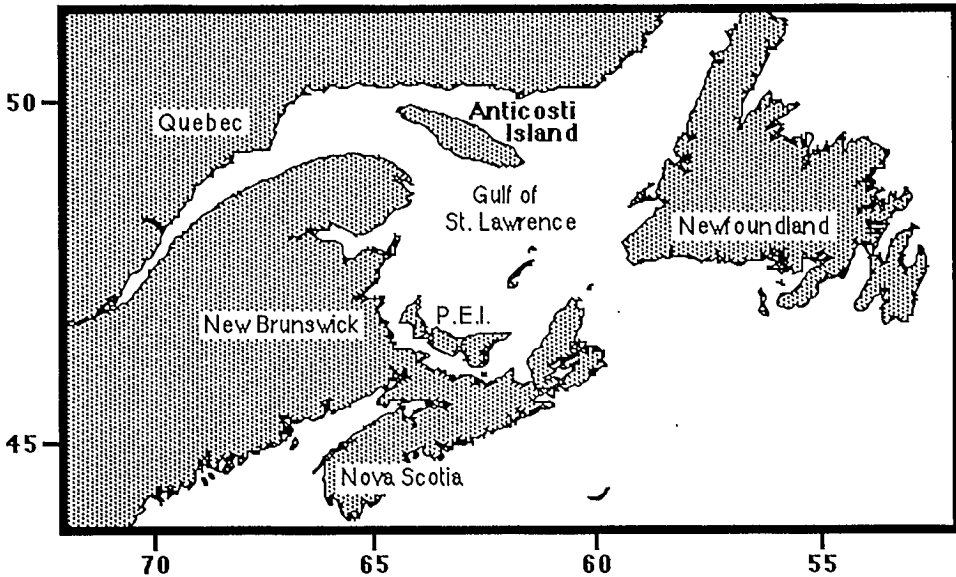 50
Quebec
Anticosti
Island
Gulf of
St. Lawrence
Newfoundland
New Brunswick
P.E.I.
45
Nova Scotia
70
65
60
55